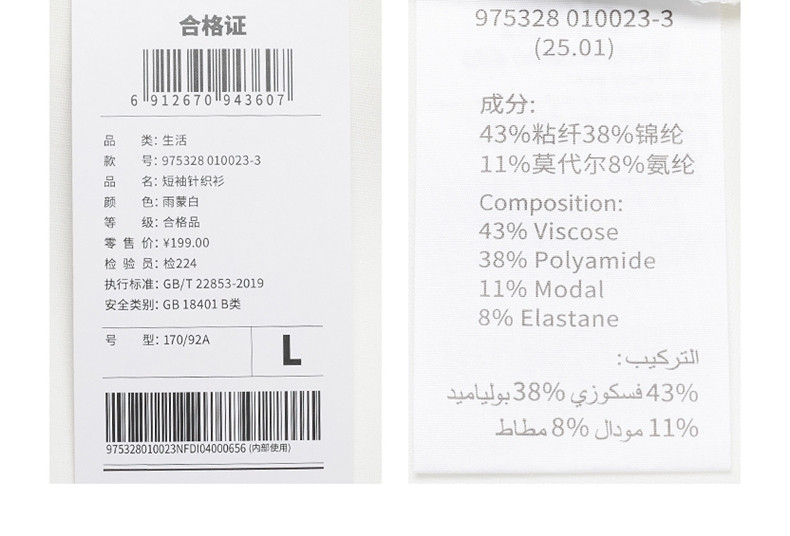 合格证
6 912670 943607
品 类: 生活
款 号: 975328 010023-3
品 名: 短袖针织衫
颜 色: 雨蒙白
等 级: 合格品
零 售 价: ¥199.00
检 验 员: 检224
执行标准: GB/T 22853-2019
安全类别: GB 18401 B类
号 型: 170/92A
L
975328010023NFDI04000656 (内部使用)
975328 010023-3
(25.01)
成分:
43%粘纤38%锦纶
11%莫代尔8%氨纶
Composition:
43% Viscose
38% Polyamide
11% Modal
8% Elastane
التركيب:
43% فسكوزي 38% بولياميد
11% مودال 8% مطاط